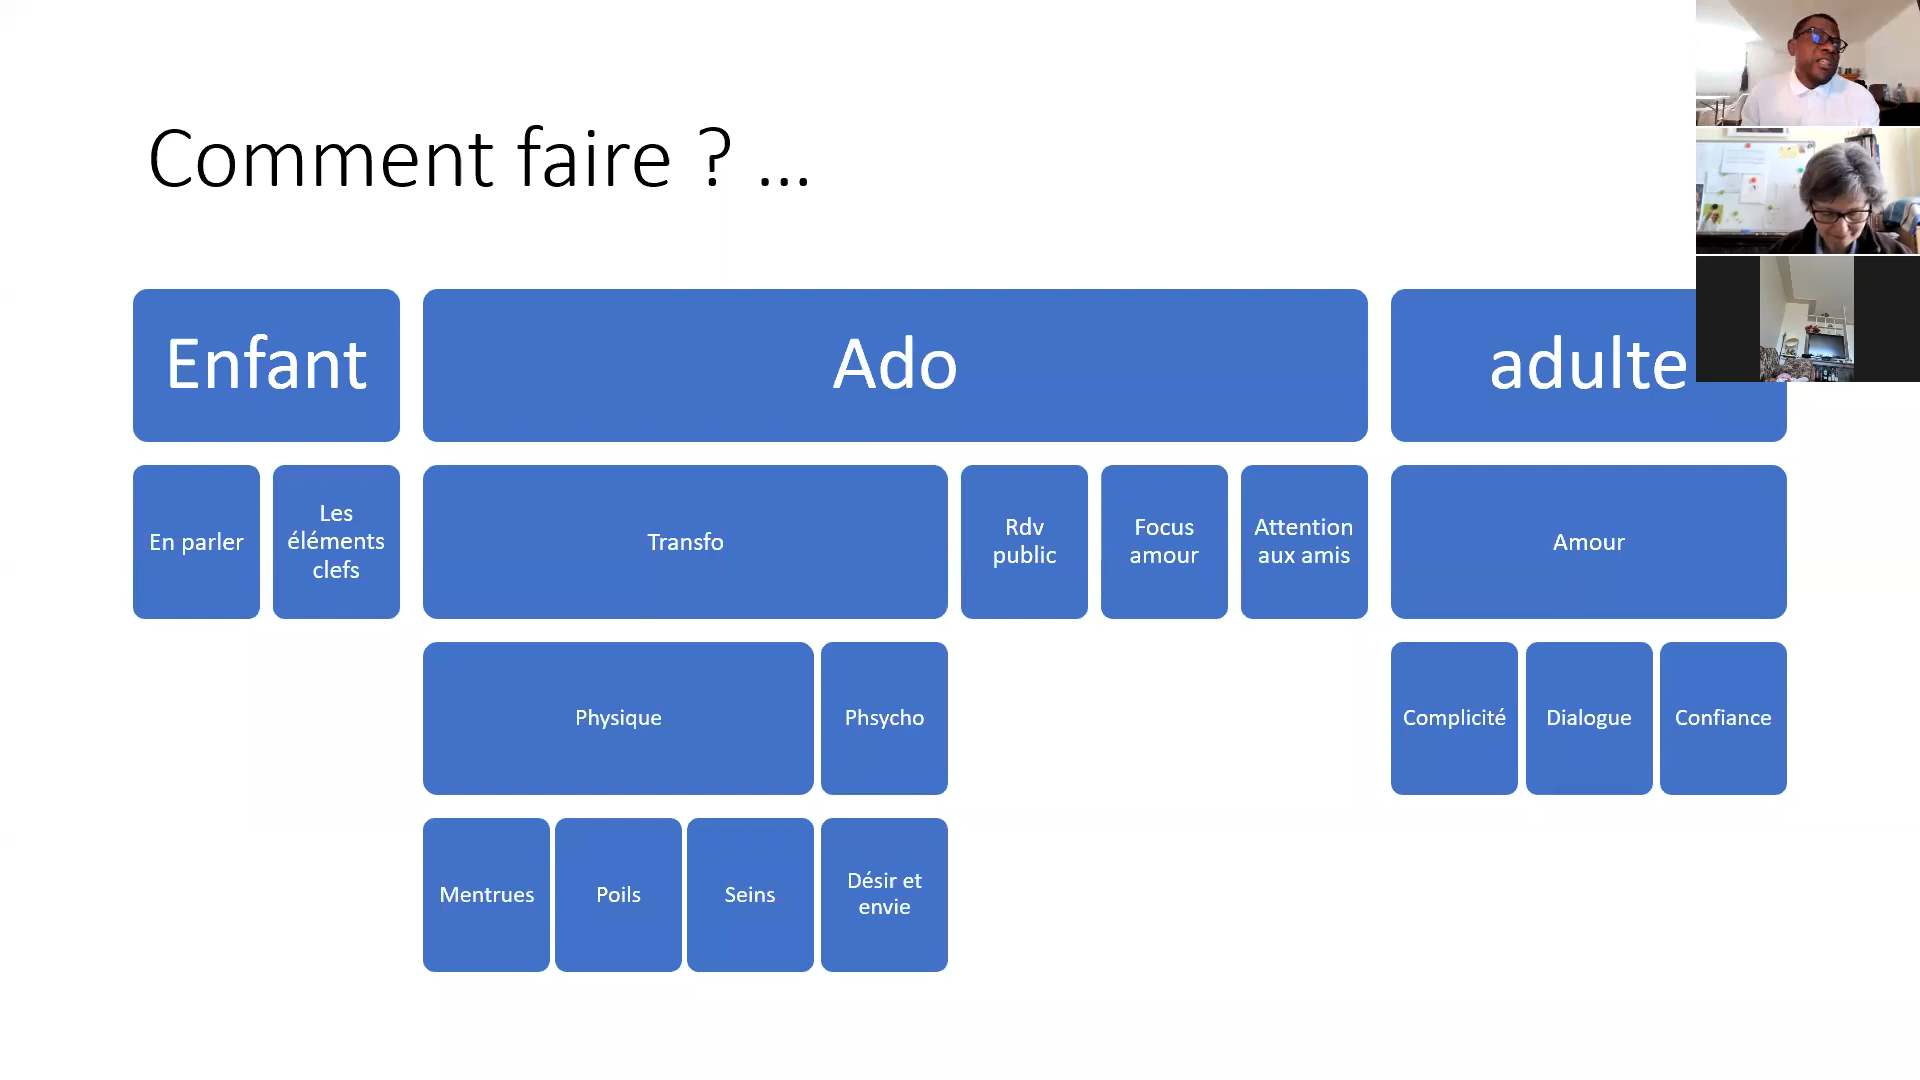 Comment faire ? ...
Enfant
Ado
adulte
En parler
Les
éléments
clefs
Transfo
Rdv
public
Focus
amour
Attention
aux amis
Amour
Physique
Phsycho
Complicité
Dialogue
Confiance
Mentrues
Poils
Seins
Désir et
envie